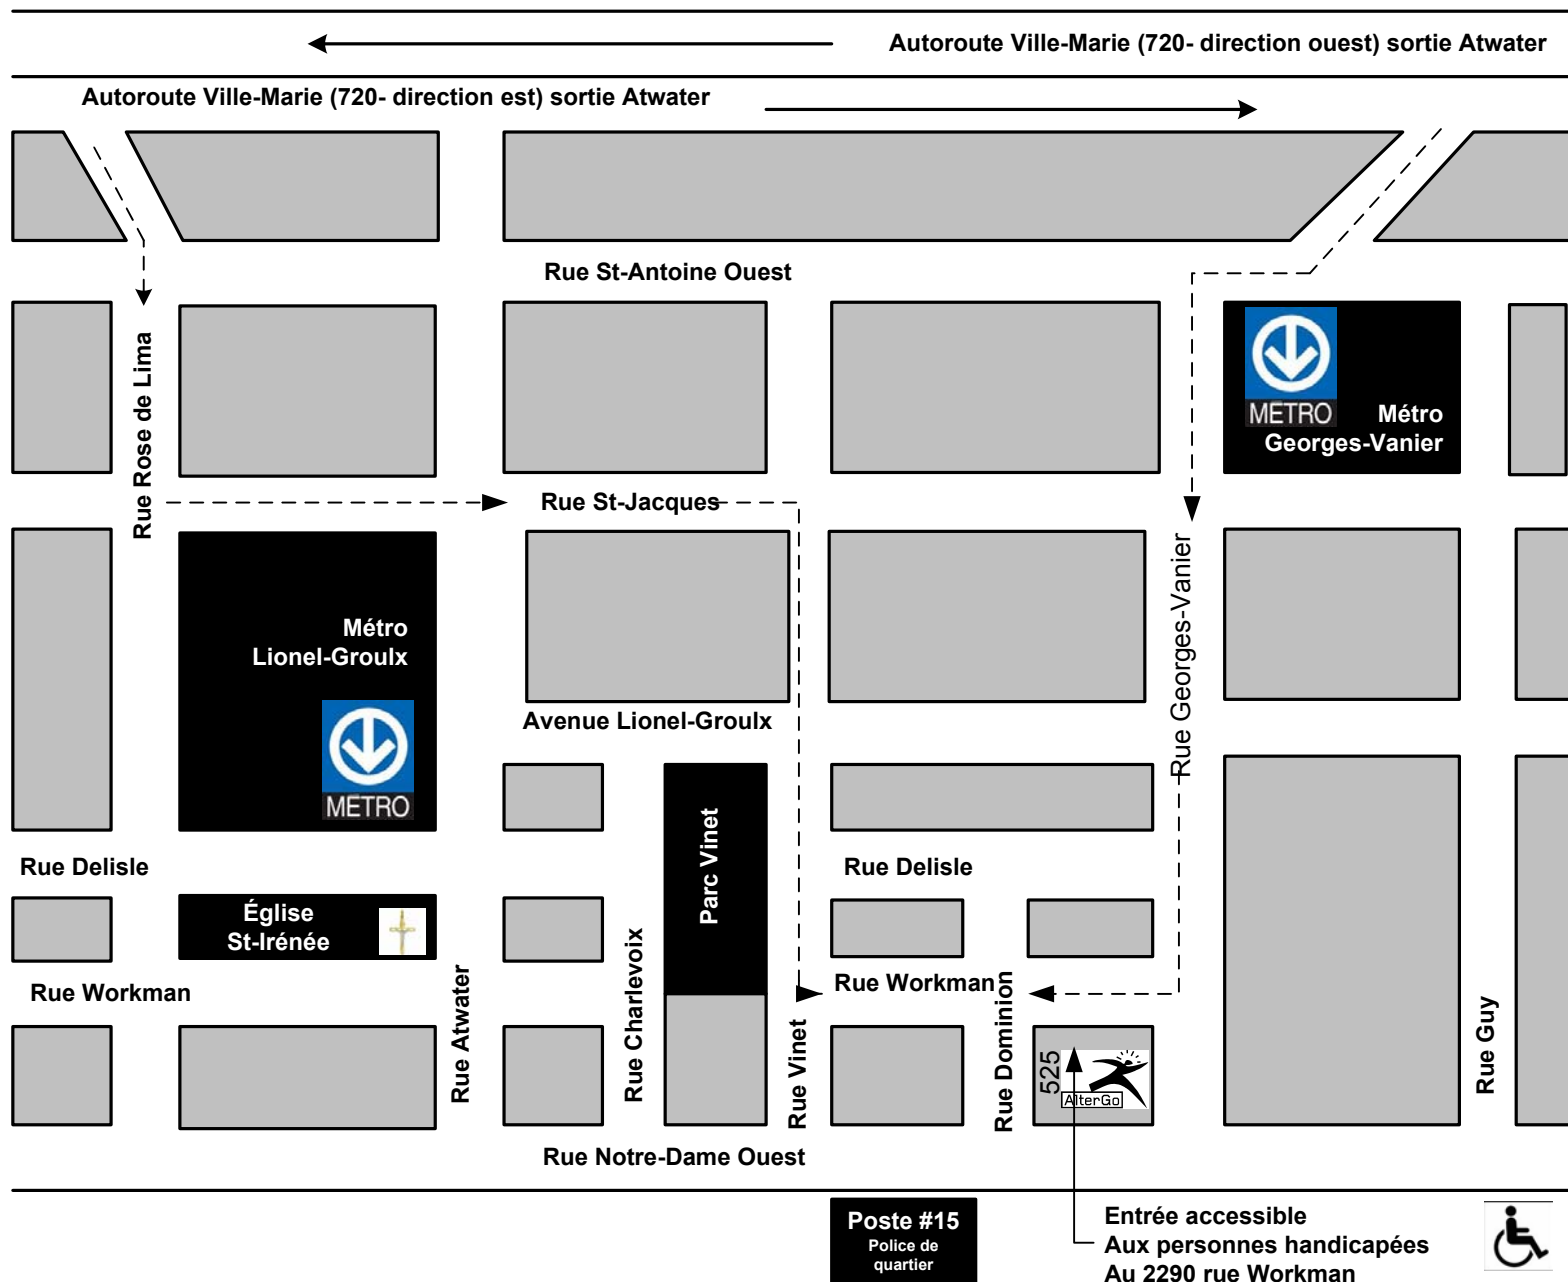 Autoroute Ville-Marie (720- direction ouest) sortie Atwater
Autoroute Ville-Marie (720- direction est) sortie Atwater
Rue St-Antoine Ouest
Rue Rose de Lima
METRO
Métro
Georges-Vanier
Rue St-Jacques
Rue Georges-Vanier
Métro
Lionel-Groulx
METRO
Avenue Lionel-Groulx
Parc Vinet
Rue Delisle
Rue Delisle
Église
St-Irénée
Rue Workman
Rue Workman
Rue Atwater
Rue Charlevoix
Rue Vinet
Rue Dominion
525
AlterGo
Rue Guy
Rue Notre-Dame Ouest
Poste #15
Police de
quartier
Entrée accessible
Aux personnes handicapées
Au 2290 rue Workman